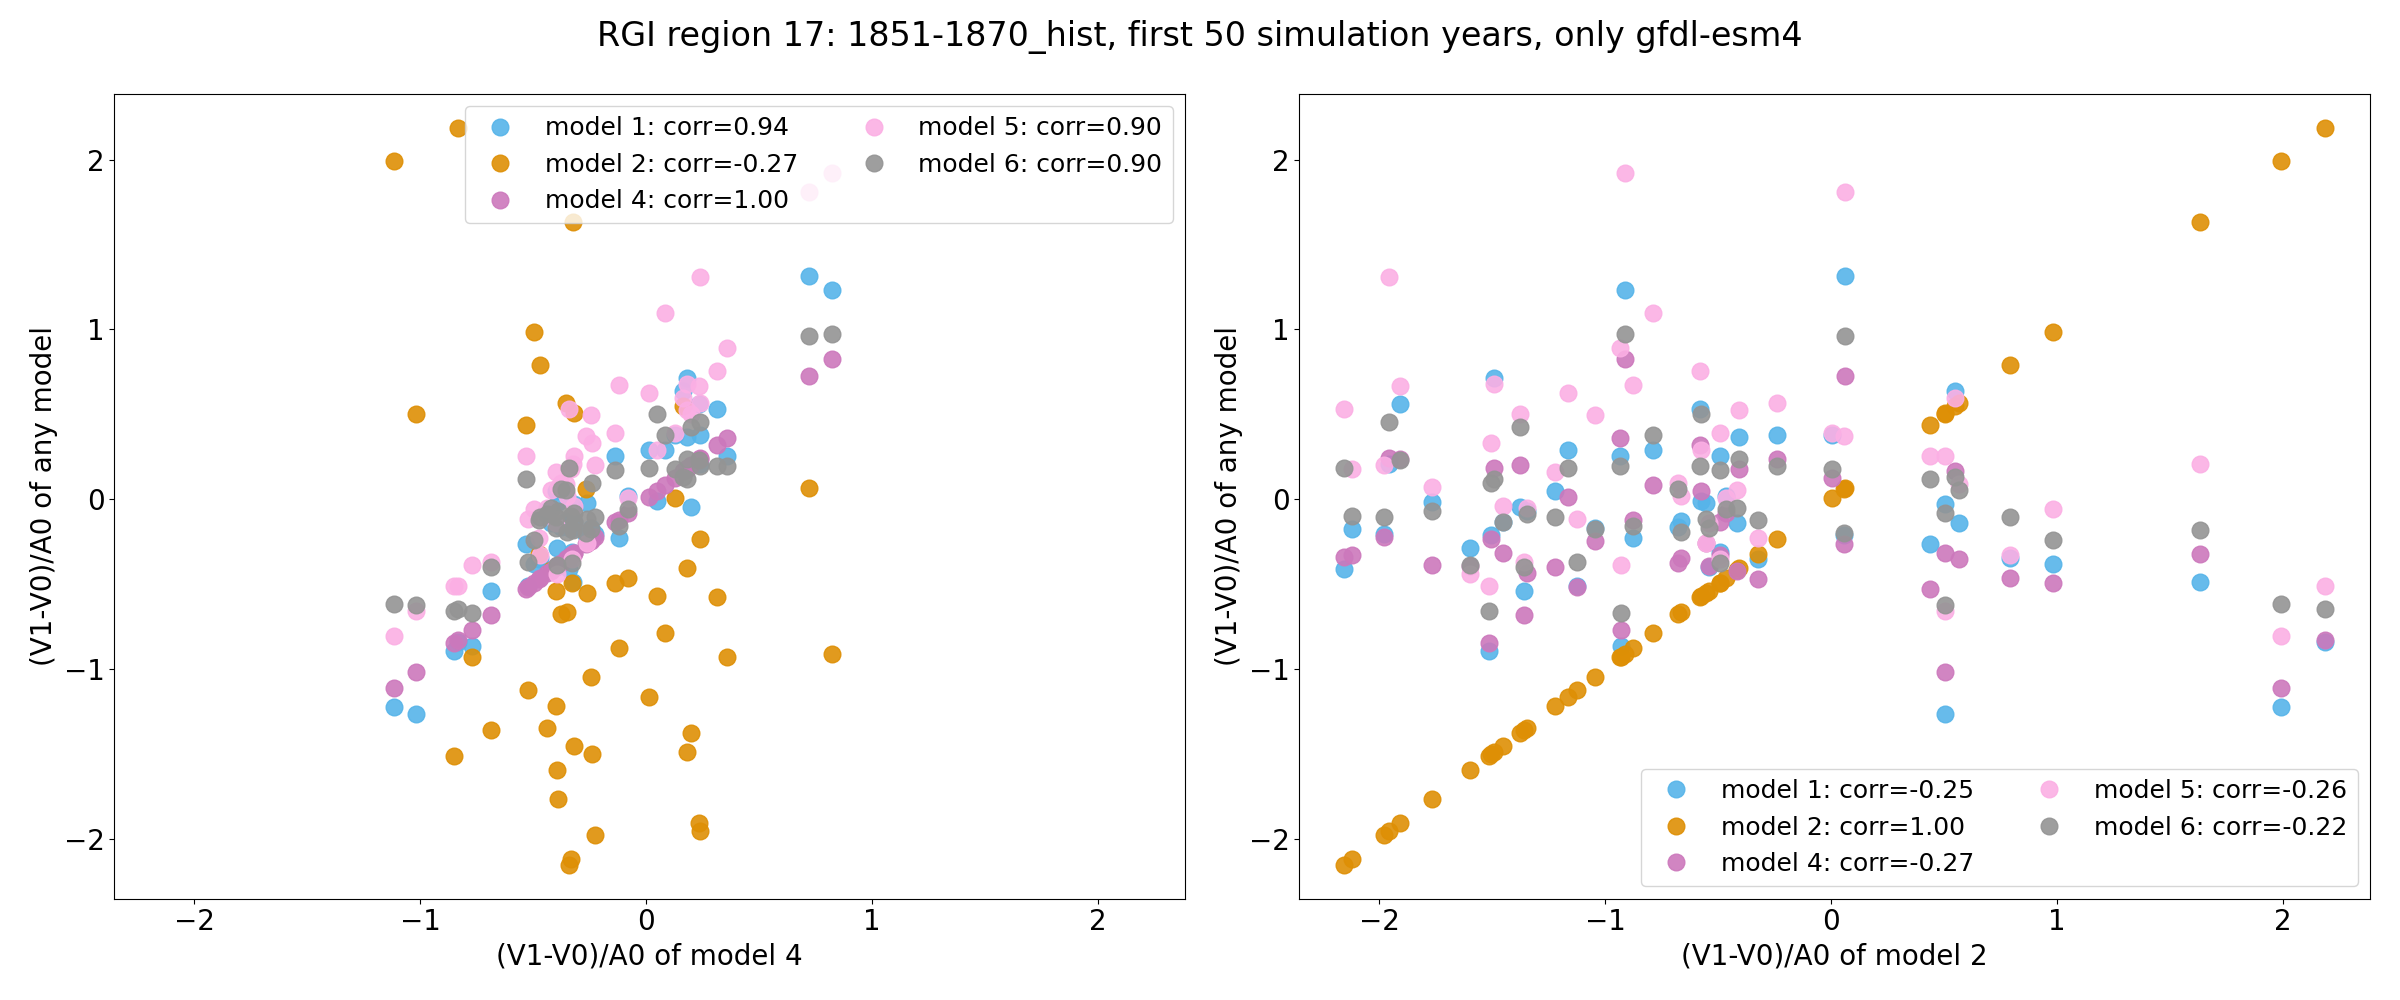 RGI region 17: 1851-1870_hist, first 50 simulation years, only gfdl-esm4
(V1-V0)/A0 of any model
2
1
0
−1
−2
model 1: corr=0.94
model 2: corr=-0.27
model 4: corr=1.00
model 5: corr=0.90
model 6: corr=0.90
−2 −1 0 1 2
(V1-V0)/A0 of model 4
(V1-V0)/A0 of any model
2
1
0
−1
−2
model 1: corr=-0.25
model 2: corr=1.00
model 4: corr=-0.27
model 5: corr=-0.26
model 6: corr=-0.22
−2 −1 0 1 2
(V1-V0)/A0 of model 2